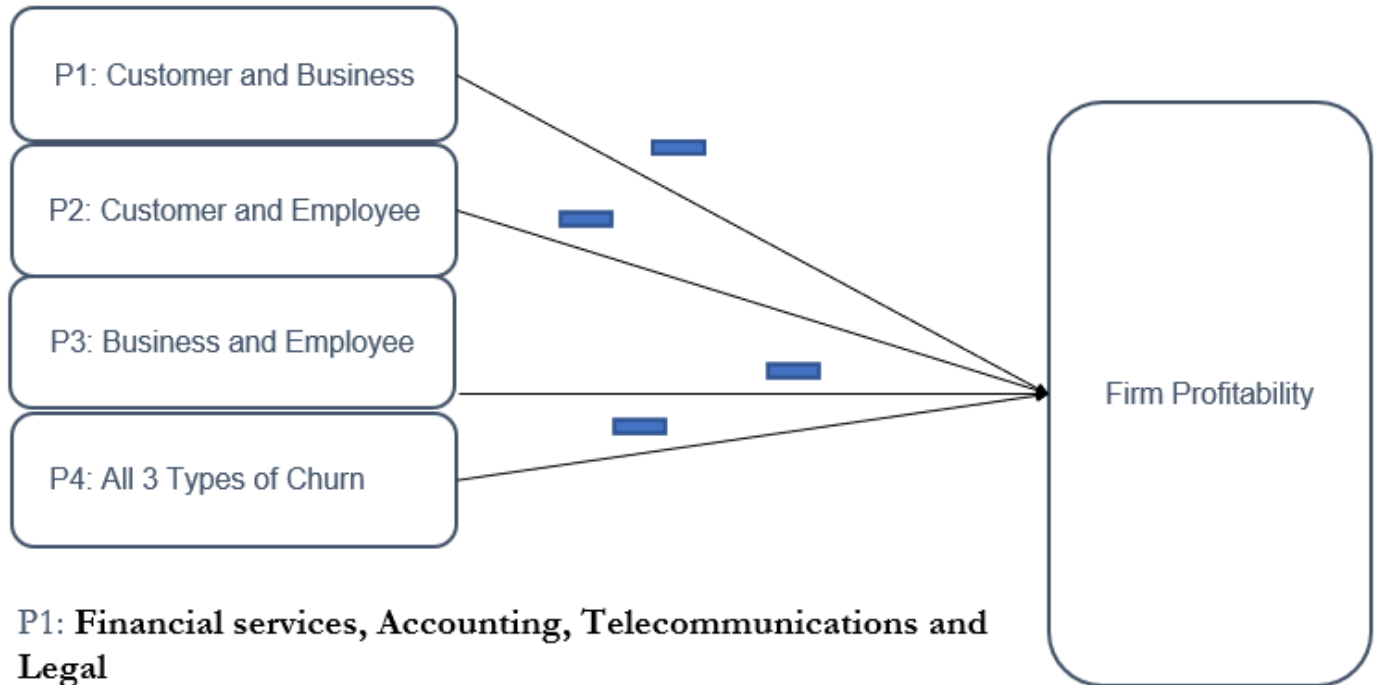 P1: Customer and Business
P2: Customer and Employee
P3: Business and Employee
Firm Profitability
P4: All 3 Types of Churn
P1: Financial services, Accounting, Telecommunications and
Legal